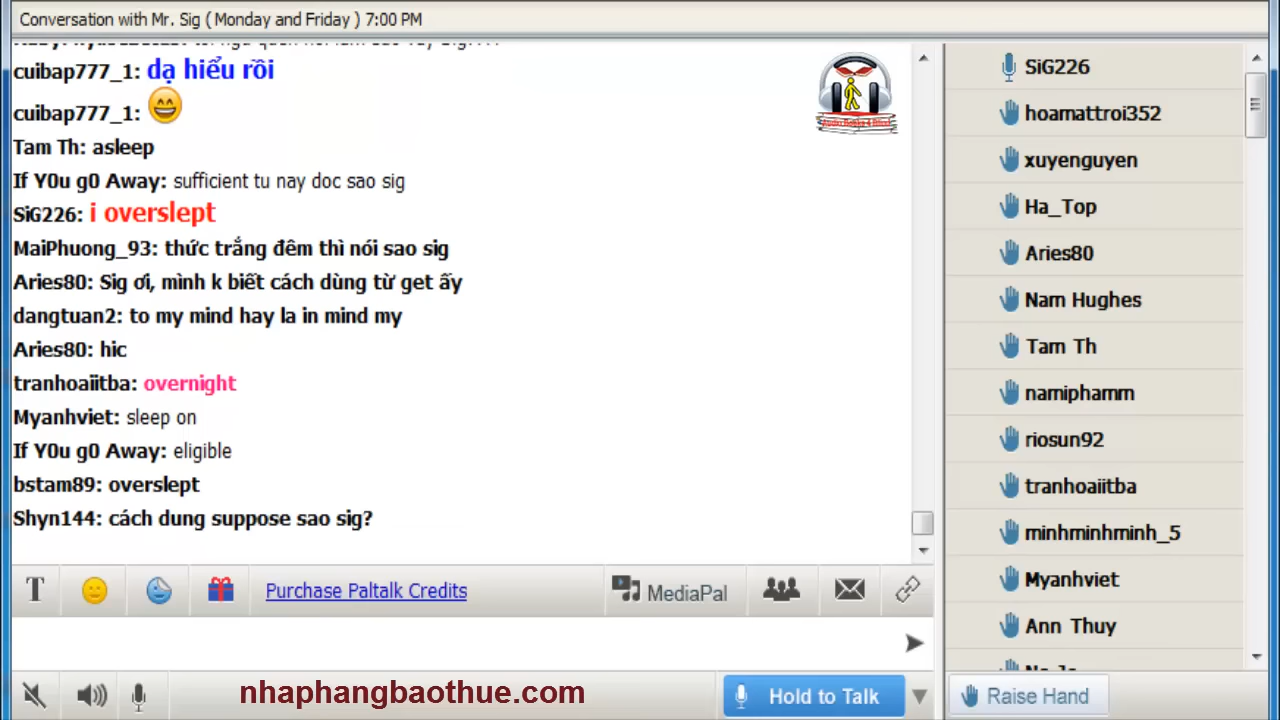 Conversation with Mr. Sig ( Monday and Friday ) 7:00 PM
cuibap777_1: dạ hiểu rồi
cuibap777_1:
Tam Th: asleep
If Y0u g0 Away: sufficient tu nay doc sao sig
SiG226: i overslept
MaiPhuong_93: thức trắng đêm thì nói sao sig
Aries80: Sig ơi, mình k biết cách dùng từ get ấy
dangtuan2: to my mind hay la in mind my
Aries80: hic
tranhoaiitba: overnight
Myanhviet: sleep on
If Y0u g0 Away: eligible
bstam89: overslept
Shyn144: cách dung suppose sao sig?
T
Purchase Paltalk Credits
MediaPal
nhaphangbaothue.com
Hold to Talk
SiG226
hoamattroi352
xuyenguyen
Ha_Top
Aries80
Nam Hughes
Tam Th
namiphamm
riosun92
tranhoaiitba
minhminhminh_5
Myanhviet
Ann Thuy
Raise Hand